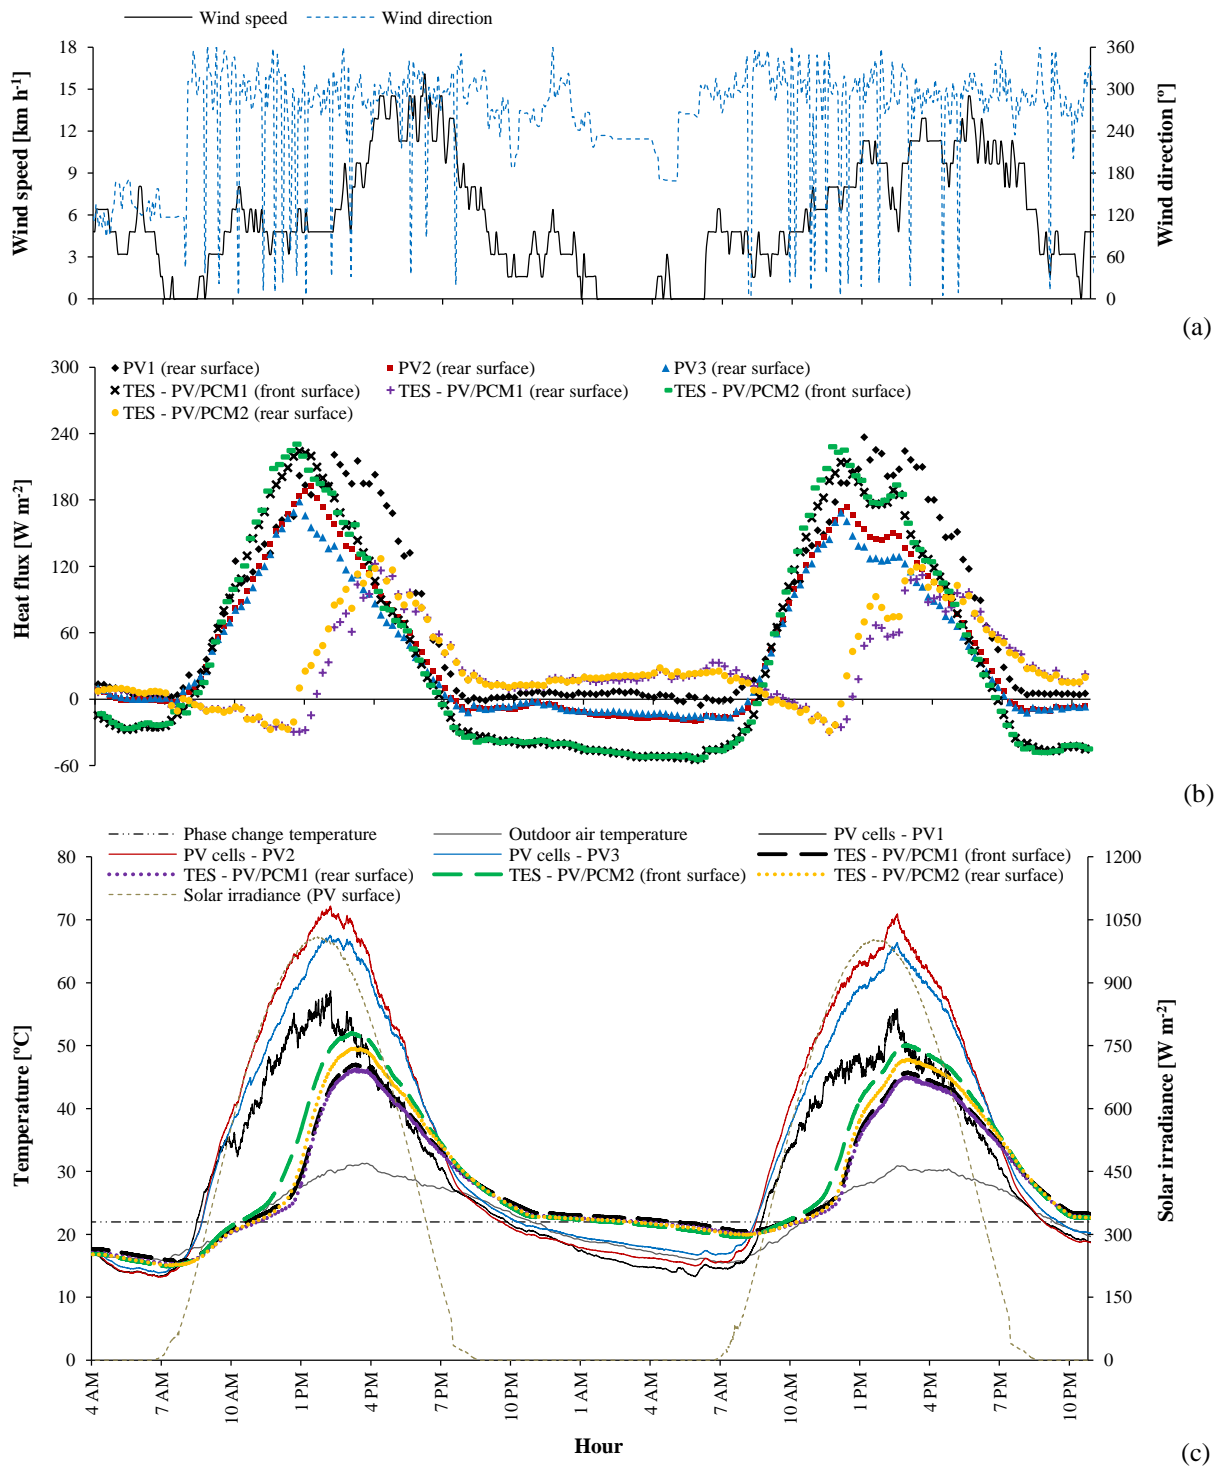 Wind speed Wind direction
Wind speed [km h-1]
18
15
12
9
6
3
0
360
300
240
180
120
60
0
Wind direction [º]
(a)
PV1 (rear surface) PV2 (rear surface) PV3 (rear surface)
TES - PV/PCM1 (front surface) TES - PV/PCM1 (rear surface) TES - PV/PCM2 (front surface)
TES - PV/PCM2 (rear surface)
Heat flux [W m-2]
300
240
180
120
60
0
-60
(b)
Phase change temperature Outdoor air temperature PV cells - PV1
PV cells - PV2 PV cells - PV3 TES - PV/PCM1 (front surface)
TES - PV/PCM1 (rear surface) TES - PV/PCM2 (front surface) TES - PV/PCM2 (rear surface)
Solar irradiance (PV surface)
Temperature [ºC]
80
70
60
50
40
30
20
10
0
1200
1050
900
750
600
450
300
150
0
Solar irradiance [W m-2]
4 AM 7 AM 10 AM 1 PM 4 PM 7 PM 10 PM 1 AM 4 AM 7 AM 10 AM 1 PM 4 PM 7 PM 10 PM
Hour
(c)